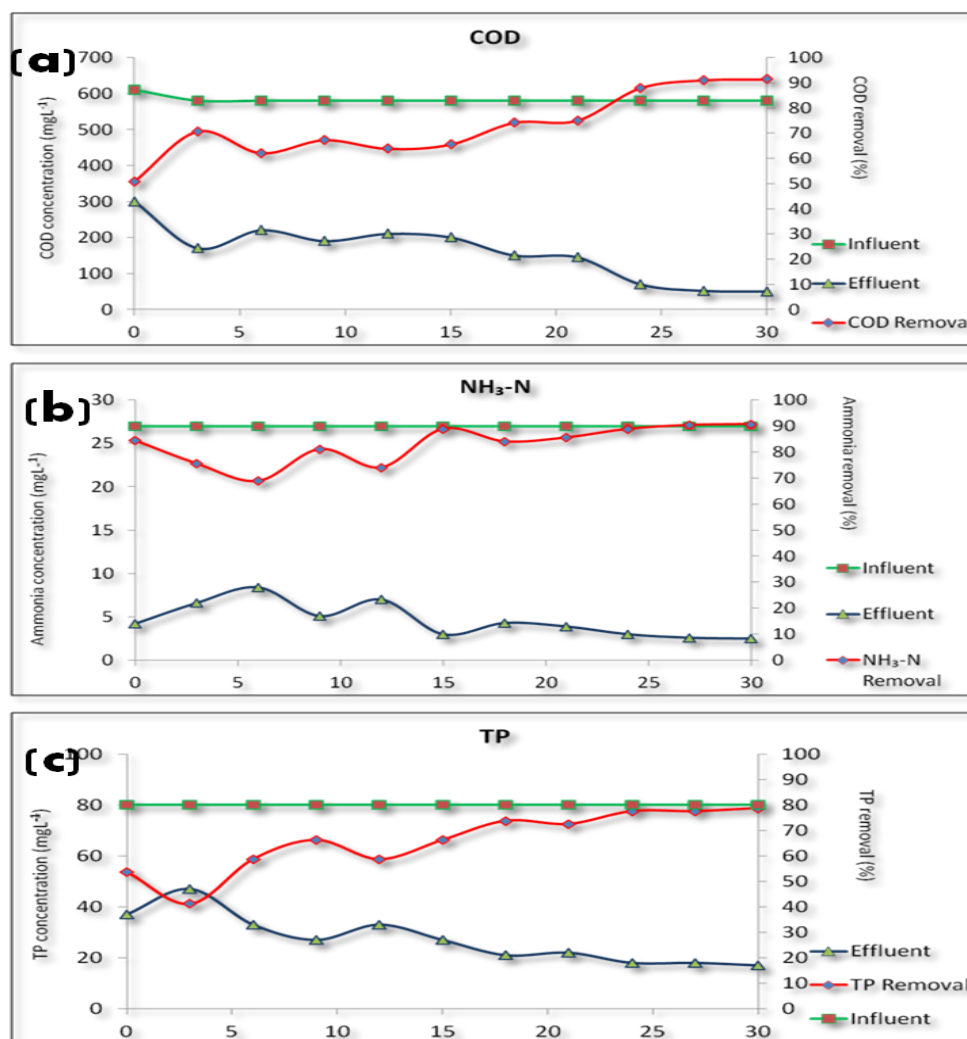 (a)
COD
COD concentration (mgL-1)
700
600
500
400
300
200
100
0
0 5 10 15 20 25 30
100
90
80
70
60
50
40
30
20
10
0
COD removal (%)
Influent
Effluent
COD Removal
(b)
NH₃-N
Ammonia concentration (mgL-1)
30
25
20
15
10
5
0
0 5 10 15 20 25 30
100
90
80
70
60
50
40
30
20
10
0
Ammonia removal (%)
Influent
Effluent
NH₃-N
Removal
(c)
TP
TP concentration (mgL⁻¹)
100
80
60
40
20
0
0 5 10 15 20 25 30
100
90
80
70
60
50
40
30
20
10
0
TP removal (%)
Effluent
TP Removal
Influent